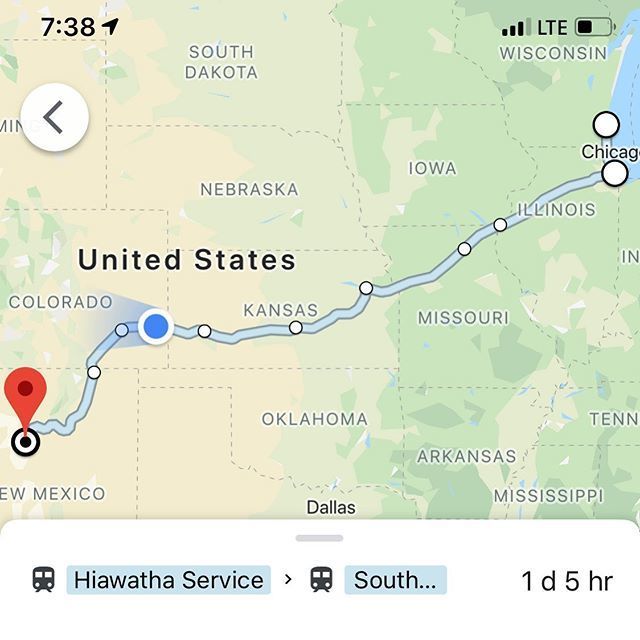 7:38
LTE
SOUTH
DAKOTA
WISCONSIN
MIN
Chicag
IOWA
NEBRASKA
ILLINOIS
United States
IN
COLORADO
KANSAS
MISSOURI
OKLAHOMA
TENN
ARKANSAS
EW MEXICO
MISSISSIPPI
Dallas
Hiawatha Service > South... 1 d 5 hr